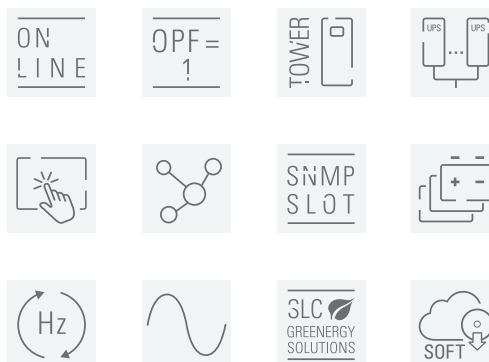 ON
LINE
OPF =
1
TOWER
UPS ... UPS
SNMP
SLOT
+ -
Hz
SLC
GREENERGY
SOLUTIONS
SOFT